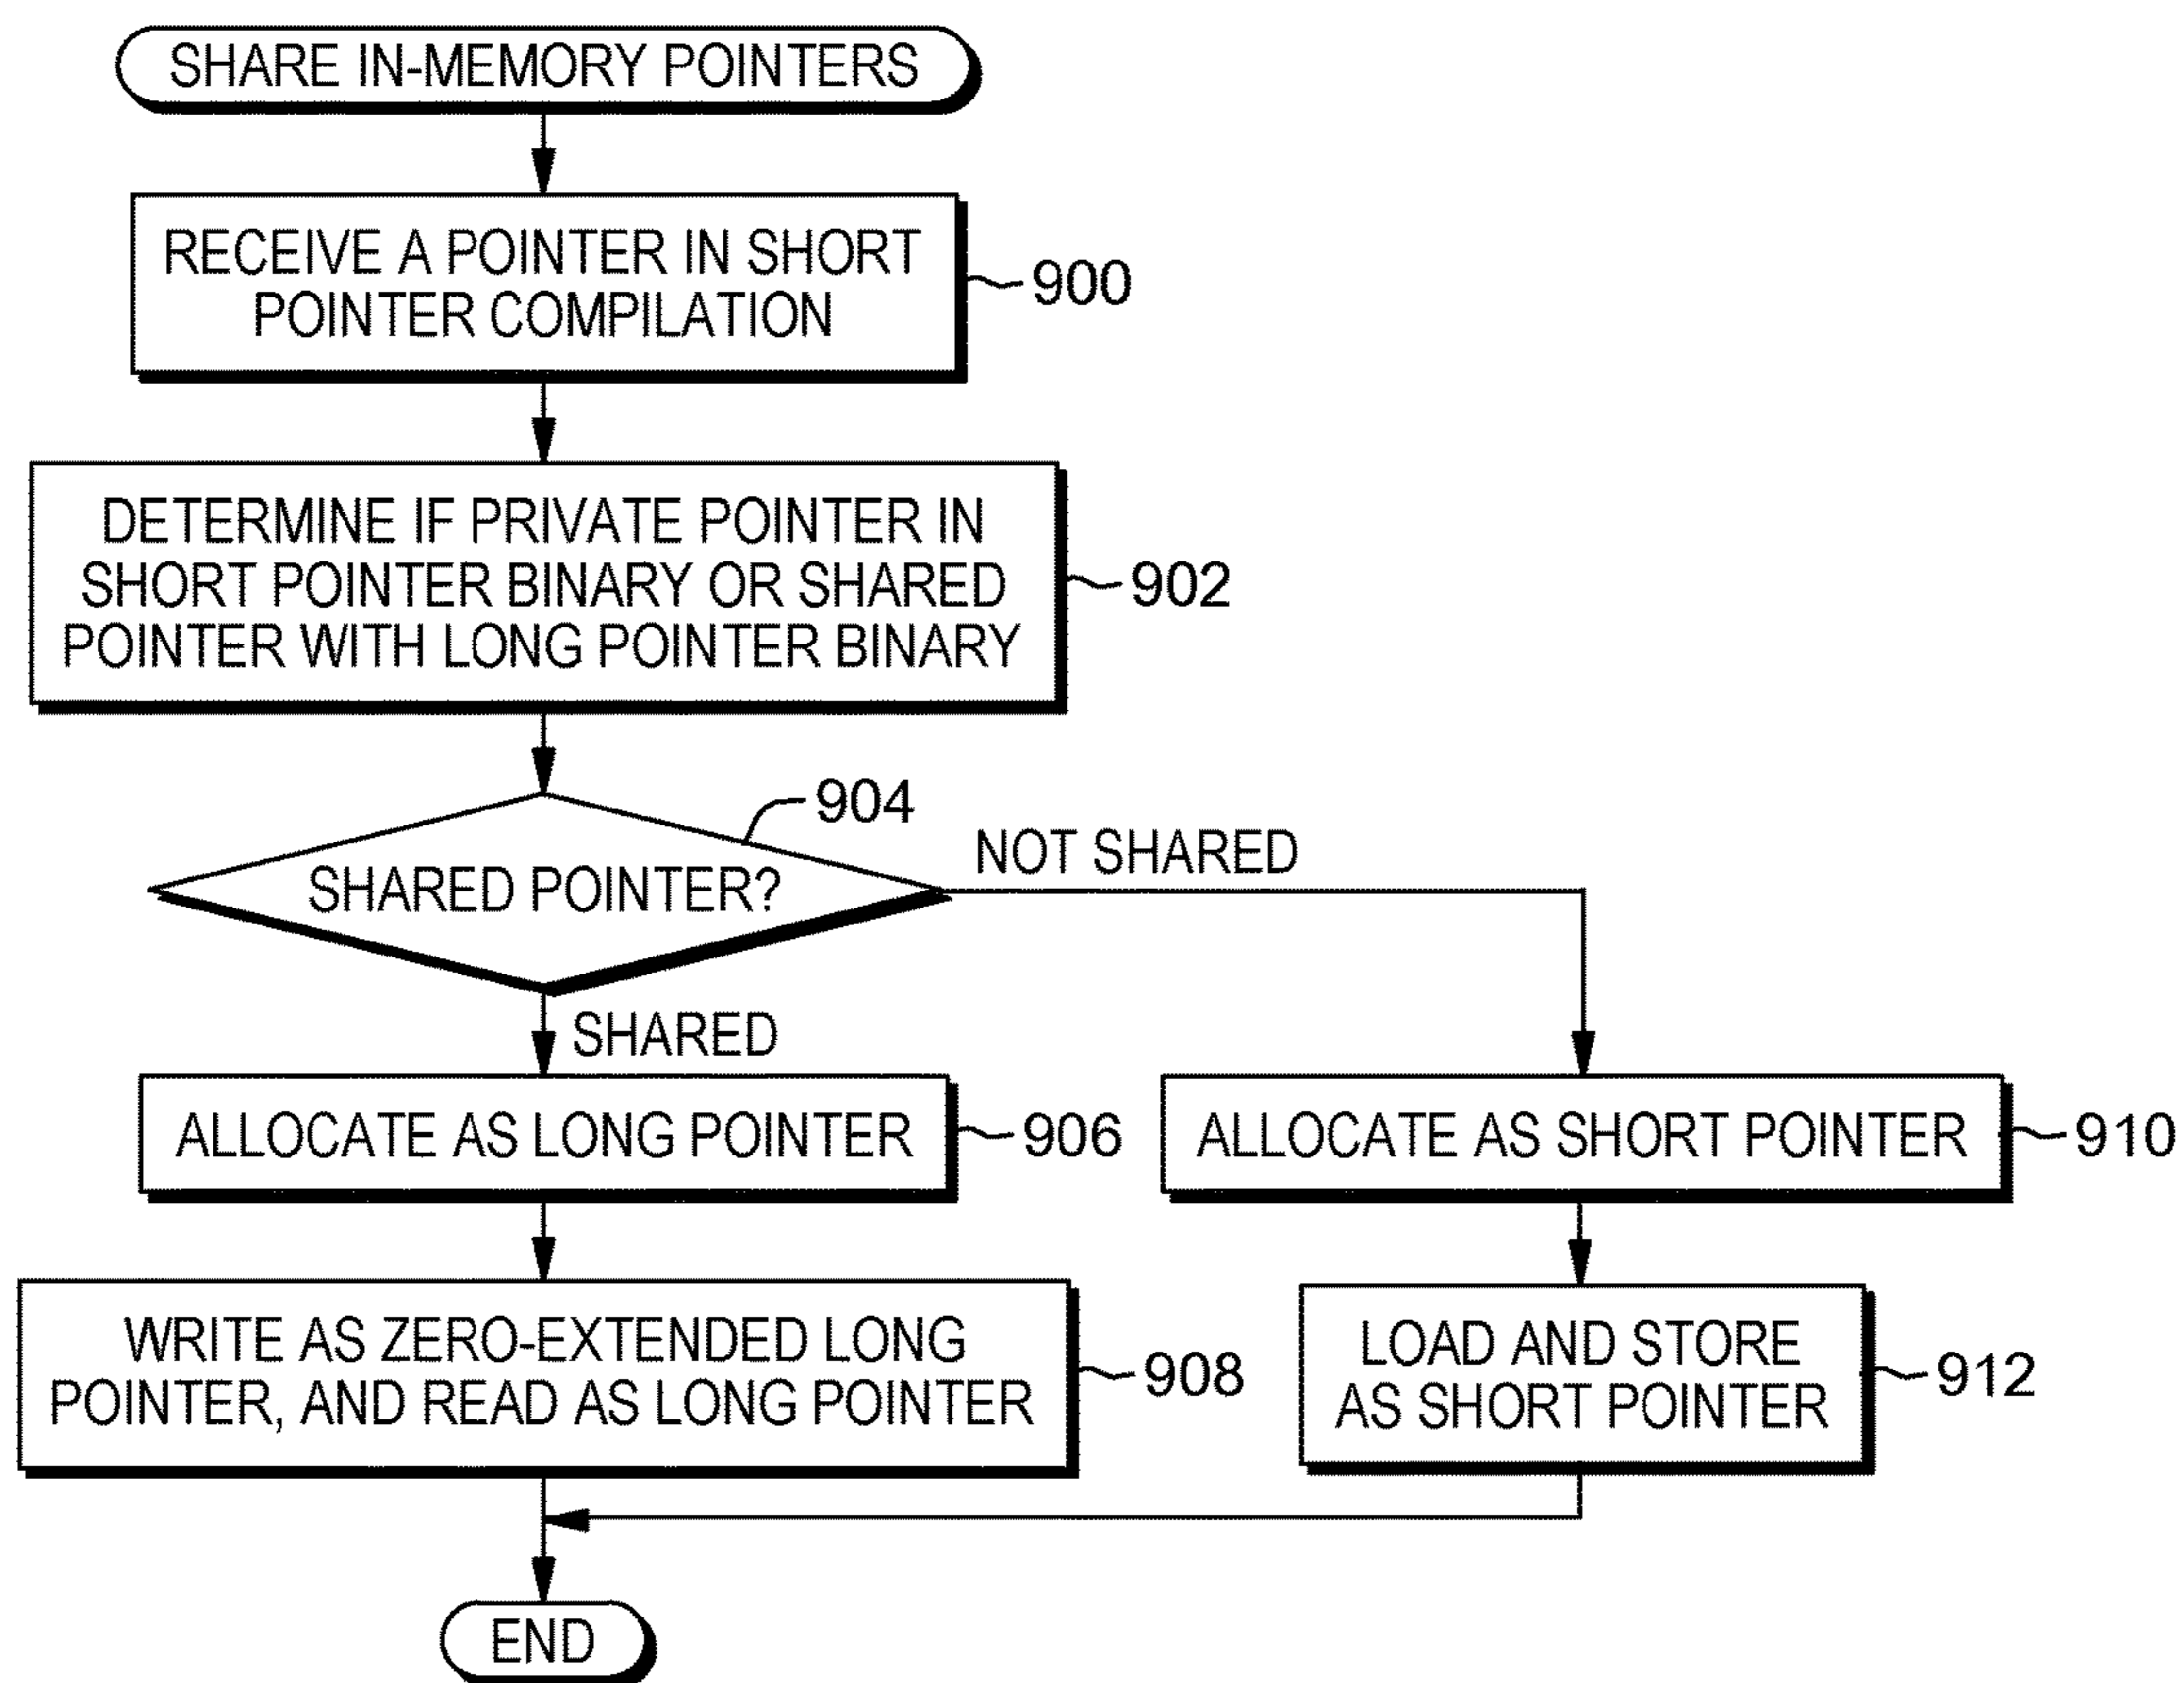 SHARE IN-MEMORY POINTERS
RECEIVE A POINTER IN SHORT
POINTER COMPILATION
900
DETERMINE IF PRIVATE POINTER IN
SHORT POINTER BINARY OR SHARED
POINTER WITH LONG POINTER BINARY
902
904
SHARED POINTER?
NOT SHARED
SHARED
ALLOCATE AS LONG POINTER
906
ALLOCATE AS SHORT POINTER
910
WRITE AS ZERO-EXTENDED LONG
POINTER, AND READ AS LONG POINTER
908
LOAD AND STORE
AS SHORT POINTER
912
END